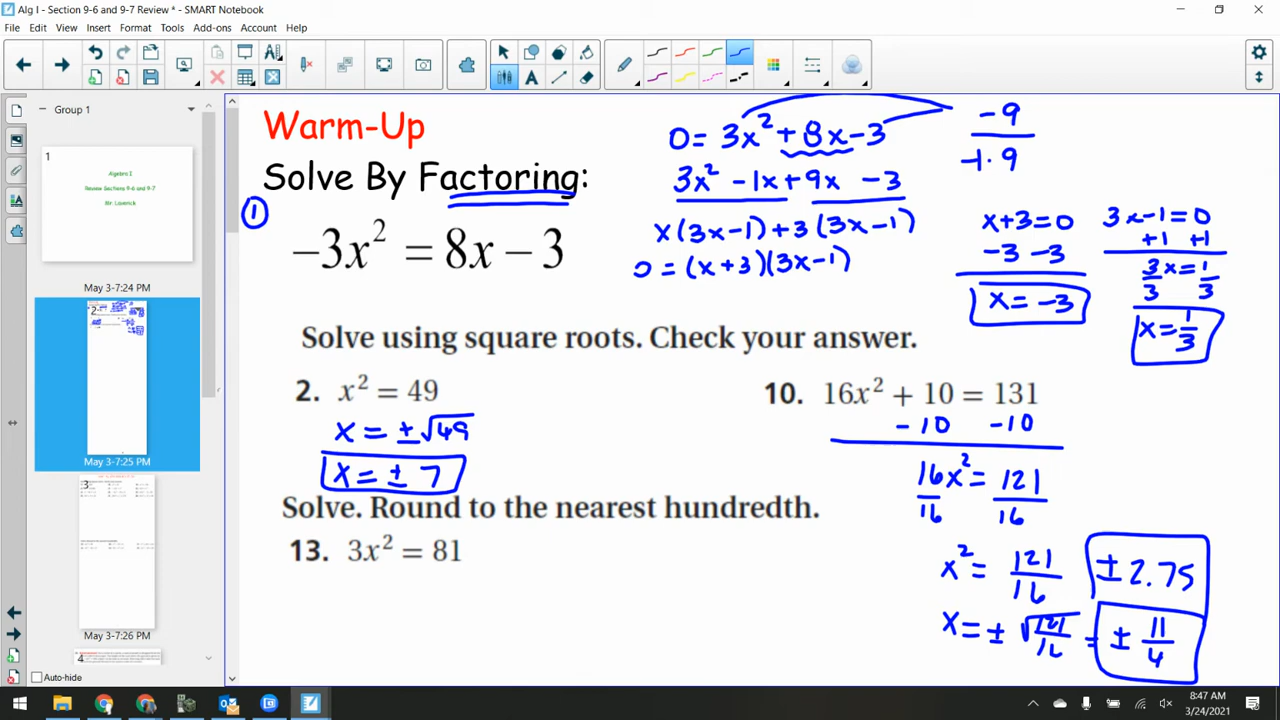 Alg I - Section 9-6 and 9-7 Review * - SMART Notebook
File Edit View Insert Format Tools Add-ons Account Help
Group 1
1
Algebra I
Review Sections 9-6 and 9-7
May 3-7:24 PM
2
May 3-7:25 PM
3
May 3-7:26 PM
4
Auto-hide
Warm-Up
Solve By Factoring:
①
−3x² = 8x − 3
0 = 3x² + 8x - 3
3x² - 1x + 9x - 3
x(3x-1) + 3(3x-1)
0 = (x+3)(3x-1)
-9
-1 · 9
x+3=0
-3 -3
x = -3
3x-1=0
+1 +1
3x/3 = 1/3
x = 1/3
Solve using square roots. Check your answer.
2. x² = 49
x = ±√49
x = ± 7
10. 16x² + 10 = 131
-10 -10
16x²/16 = 121/16
x² = 121/16
x = ± √121/16 = ± 11/4
± 2.75
Solve. Round to the nearest hundredth.
13. 3x² = 81
8:47 AM
3/24/2021